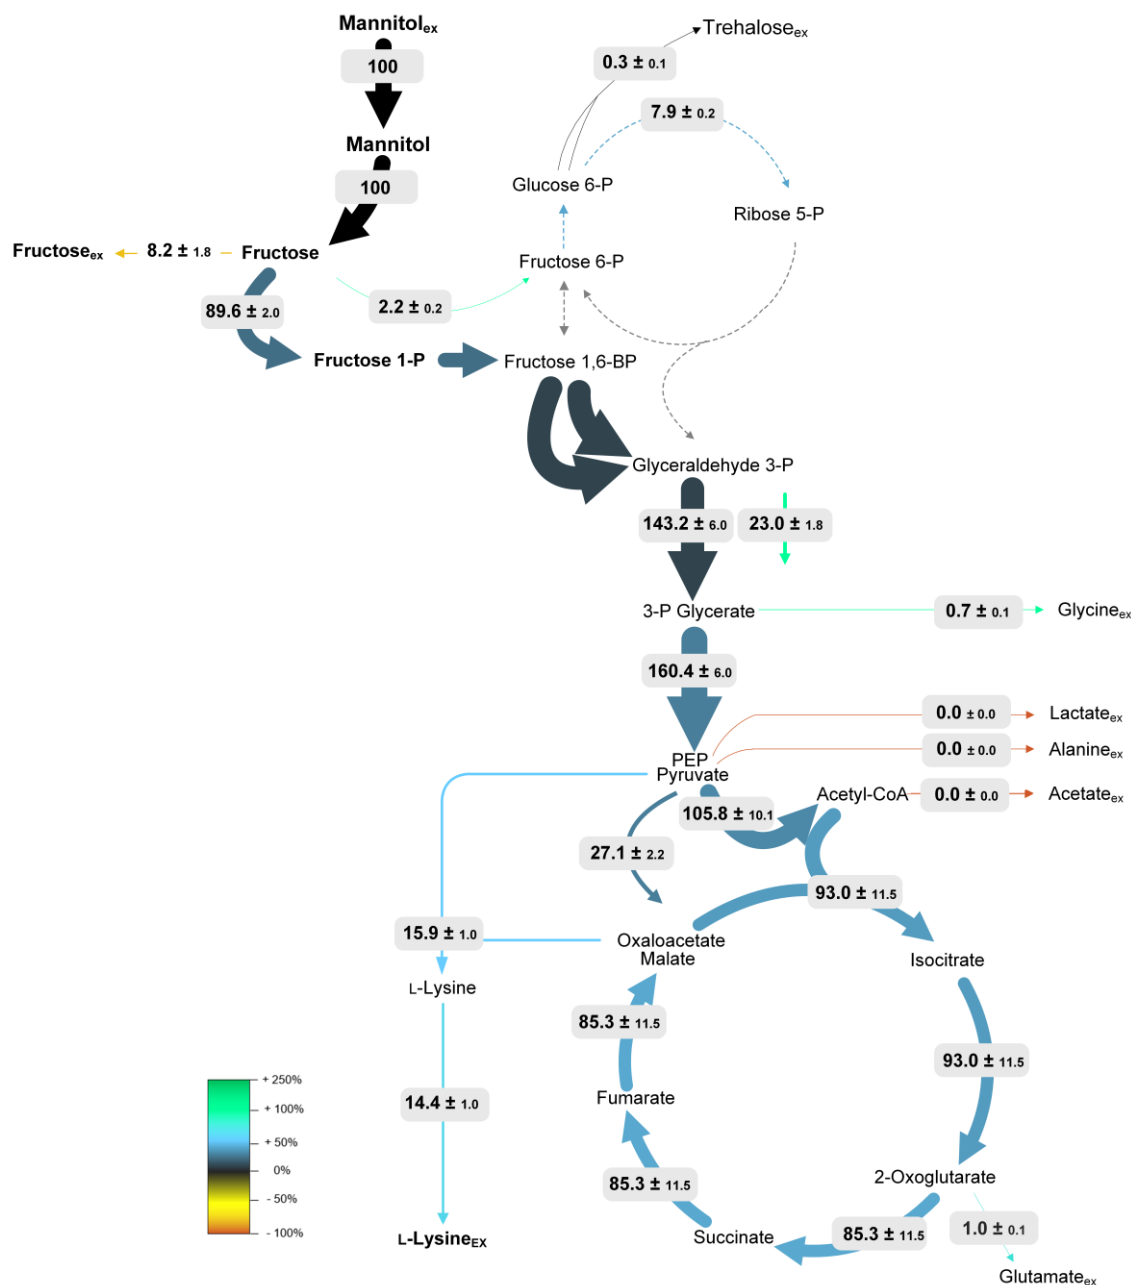 Mannitolex
100
Mannitol
100
Fructoseex
8.2 ± 1.8
Fructose
89.6 ± 2.0
2.2 ± 0.2
Fructose 1-P
Trehaloseex
0.3 ± 0.1
7.9 ± 0.2
Glucose 6-P
Ribose 5-P
Fructose 6-P
Fructose 1,6-BP
Glyceraldehyde 3-P
143.2 ± 6.0
23.0 ± 1.8
3-P Glycerate
0.7 ± 0.1
Glycineex
160.4 ± 6.0
0.0 ± 0.0
Lactateex
0.0 ± 0.0
Alanineex
PEP
Pyruvate
105.8 ± 10.1
Acetyl-CoA
0.0 ± 0.0
Acetateex
27.1 ± 2.2
93.0 ± 11.5
15.9 ± 1.0
Oxaloacetate
Malate
Isocitrate
L-Lysine
85.3 ± 11.5
93.0 ± 11.5
14.4 ± 1.0
Fumarate
85.3 ± 11.5
2-Oxoglutarate
85.3 ± 11.5
1.0 ± 0.1
Succinate
L-LysineEX
Glutamateex
+ 250%
+ 100%
+ 50%
0%
- 50%
- 100%